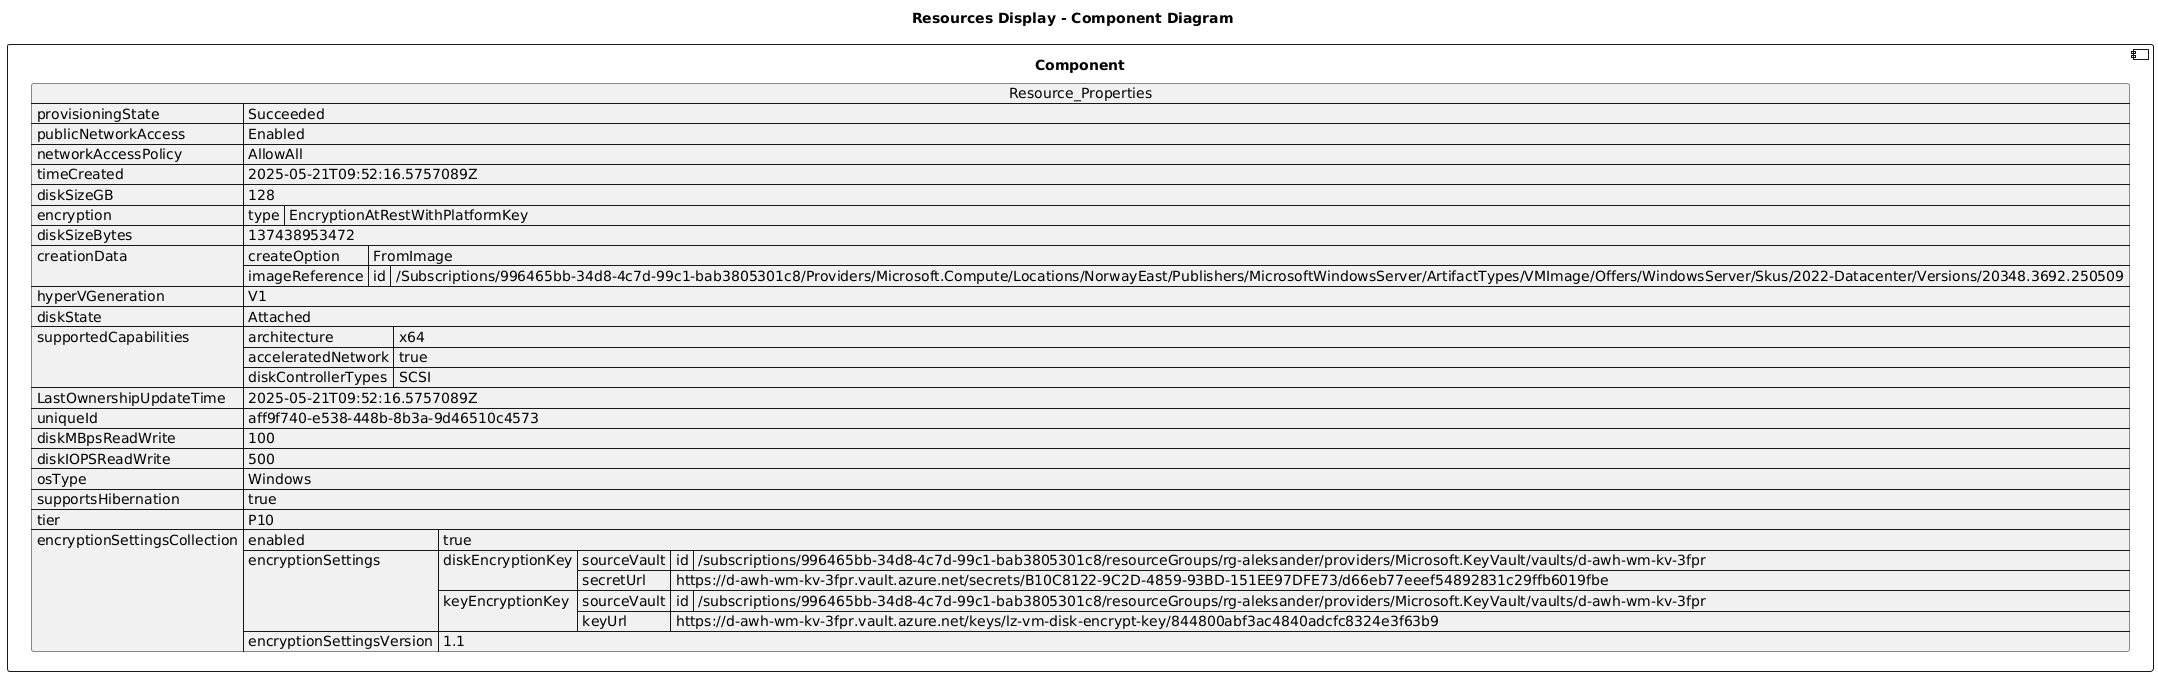 Resources Display - Component Diagram
Component
Resource_Properties
provisioningState Succeeded
publicNetworkAccess Enabled
networkAccessPolicy AllowAll
timeCreated 2025-05-21T09:52:16.5757089Z
diskSizeGB 128
encryption type EncryptionAtRestWithPlatformKey
diskSizeBytes 137438953472
creationData createOption FromImage
imageReference id /Subscriptions/996465bb-34d8-4c7d-99c1-bab3805301c8/Providers/Microsoft.Compute/Locations/NorwayEast/Publishers/MicrosoftWindowsServer/ArtifactTypes/VMImage/Offers/WindowsServer/Skus/2022-Datacenter/Versions/20348.3692.250509
hyperVGeneration V1
diskState Attached
supportedCapabilities architecture x64
acceleratedNetwork true
diskControllerTypes SCSI
LastOwnershipUpdateTime 2025-05-21T09:52:16.5757089Z
uniqueId aff9f740-e538-448b-8b3a-9d46510c4573
diskMBpsReadWrite 100
diskIOPSReadWrite 500
osType Windows
supportsHibernation true
tier P10
encryptionSettingsCollection enabled true
encryptionSettings diskEncryptionKey sourceVault id /subscriptions/996465bb-34d8-4c7d-99c1-bab3805301c8/resourceGroups/rg-aleksander/providers/Microsoft.KeyVault/vaults/d-awh-wm-kv-3fpr
secretUrl https://d-awh-wm-kv-3fpr.vault.azure.net/secrets/B10C8122-9C2D-4859-93BD-151EE97DFE73/d66eb77eeef54892831c29ffb6019fbe
keyEncryptionKey sourceVault id /subscriptions/996465bb-34d8-4c7d-99c1-bab3805301c8/resourceGroups/rg-aleksander/providers/Microsoft.KeyVault/vaults/d-awh-wm-kv-3fpr
keyUrl https://d-awh-wm-kv-3fpr.vault.azure.net/keys/lz-vm-disk-encrypt-key/844800abf3ac4840adcfc8324e3f63b9
encryptionSettingsVersion 1.1